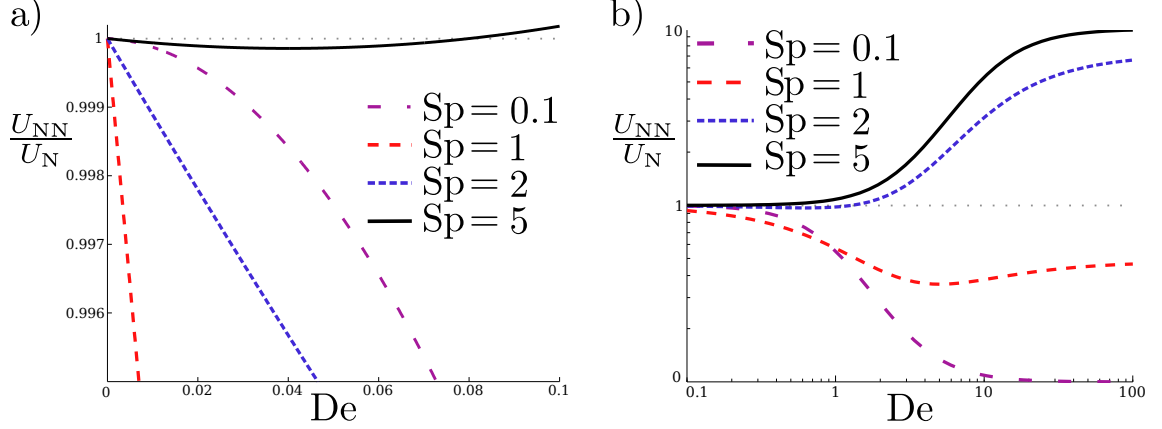 a)
1
0.999
0.998
0.997
0.996
U_NN
U_N
Sp= 0.1
Sp= 1
Sp= 2
Sp= 5
0 0.02 0.04 0.06 0.08 0.1
De
b)
10
1
0
U_NN
U_N
Sp= 0.1
Sp= 1
Sp= 2
Sp= 5
0.1 1 10 100
De